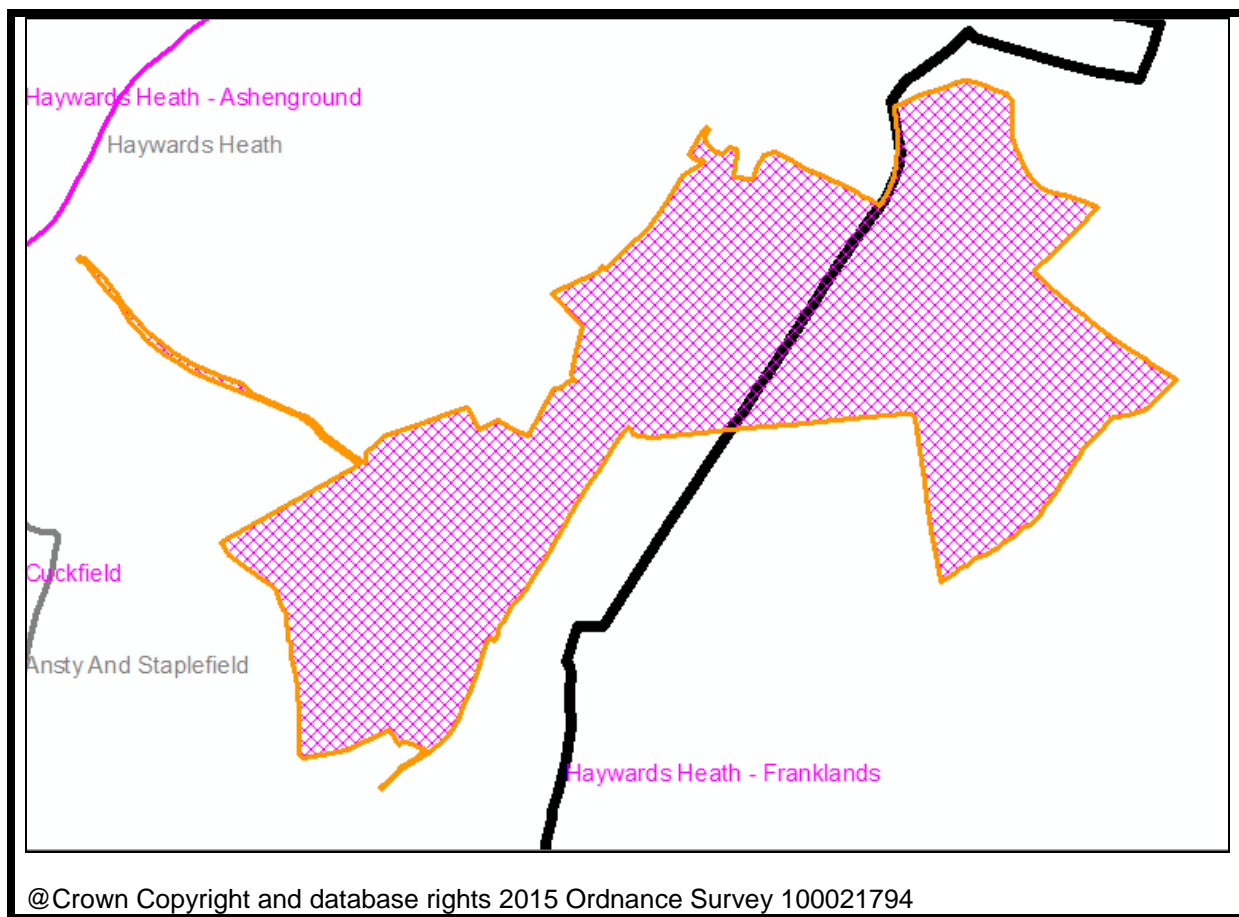 Haywards Heath - Ashenground
Haywards Heath
Cuckfield
Ansty And Staplefield
Haywards Heath - Franklands
@Crown Copyright and database rights 2015 Ordnance Survey 100021794